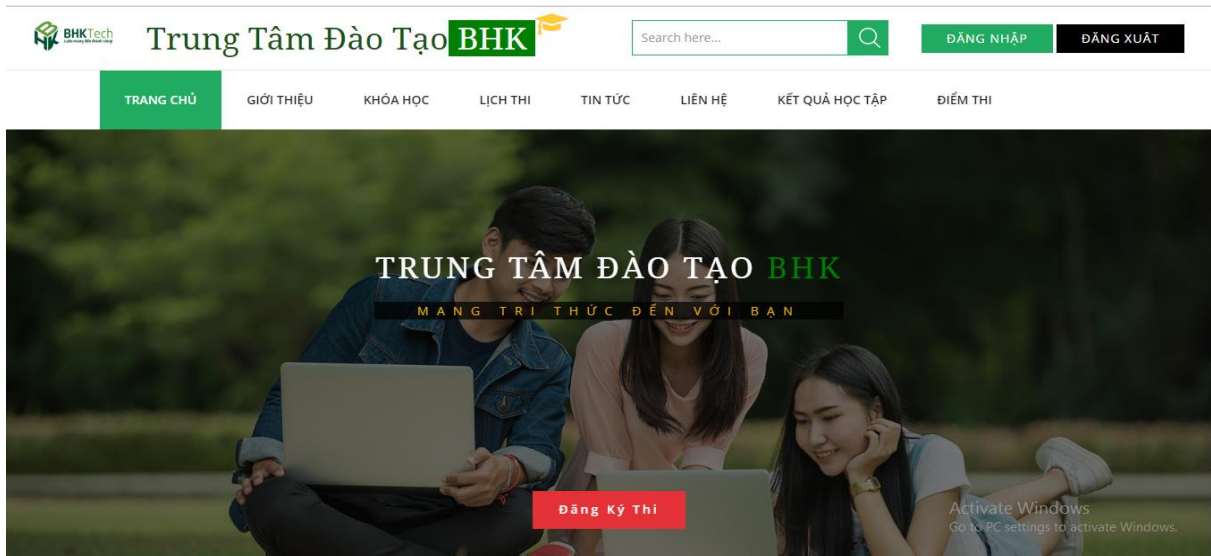 BHKTech
Trung Tâm Đào Tạo BHK
Search here...
ĐĂNG NHẬP
ĐĂNG XUẤT
TRANG CHỦ
GIỚI THIỆU
KHÓA HỌC
LỊCH THI
TIN TỨC
LIÊN HỆ
KẾT QUẢ HỌC TẬP
ĐIỂM THI
TRUNG TÂM ĐÀO TẠO BHK
MANG TRI THỨC ĐẾN VỚI BẠN
Đăng Ký Thi
Activate Windows
Go to PC settings to activate Windows.